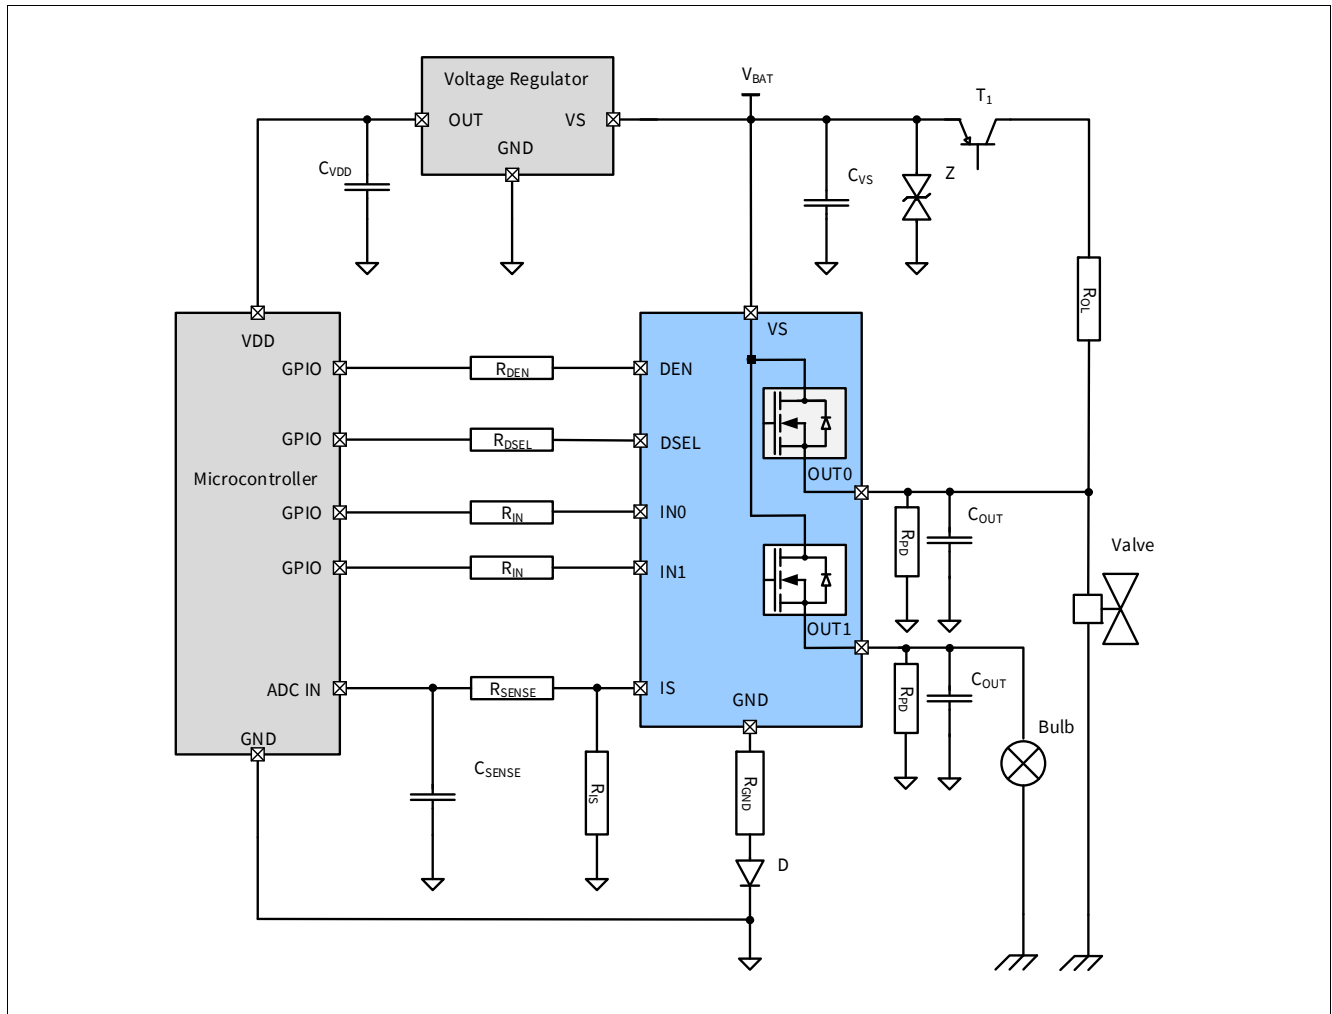 Voltage Regulator
OUT
VS
GND
VBAT
T1
CVDD
CVS
Z
ROL
VDD
VS
GPIO
RDEN
DEN
GPIO
RDSEL
DSEL
OUT0
Microcontroller
GPIO
RIN
IN0
RPD
COUT
Valve
GPIO
RIN
IN1
OUT1
ADC IN
RSENSE
IS
GND
RPD
COUT
GND
Bulb
CSENSE
RIS
RGND
D